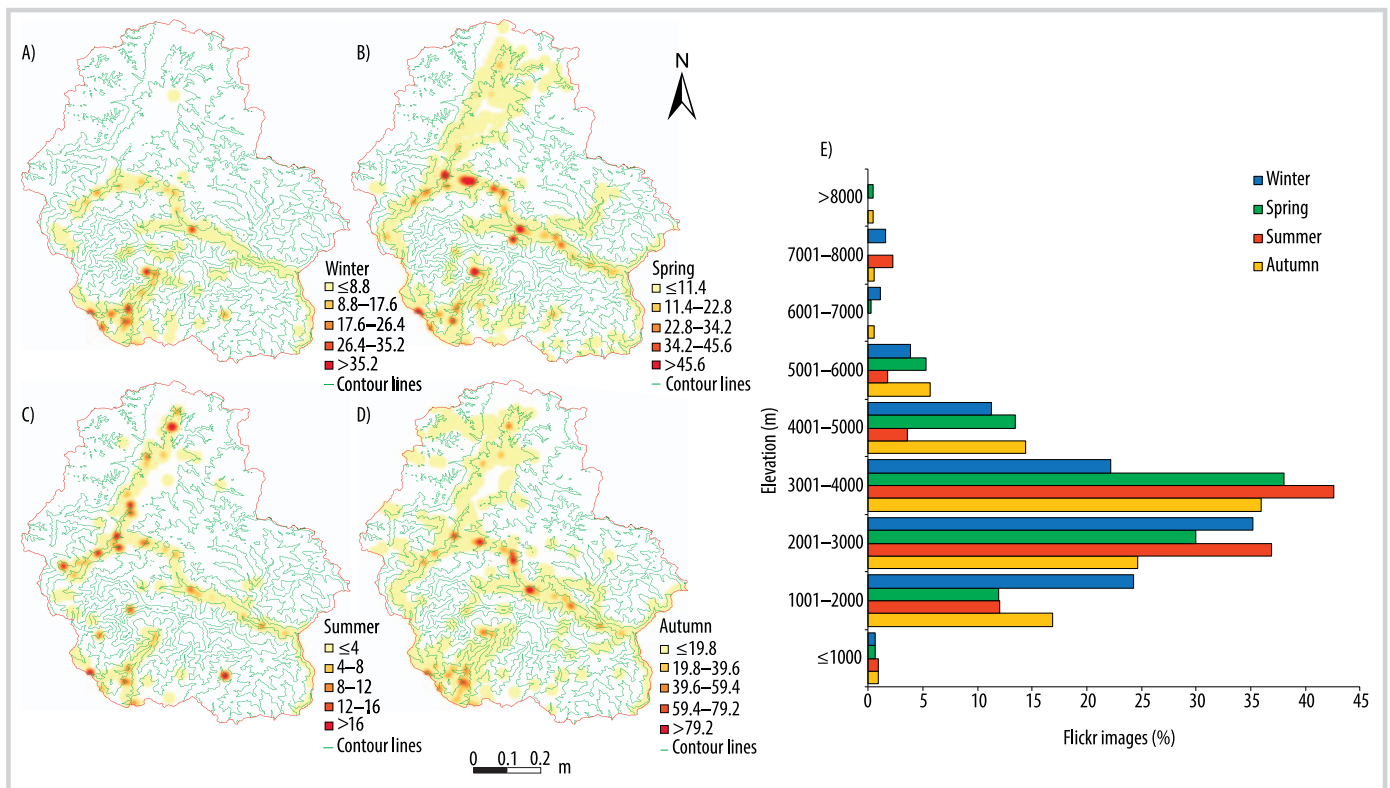 A)
B)
N
Winter
≤8.8
8.8–17.6
17.6–26.4
26.4–35.2
>35.2
Contour lines
Spring
≤11.4
11.4–22.8
22.8–34.2
34.2–45.6
>45.6
Contour lines
C)
D)
Summer
≤4
4–8
8–12
12–16
>16
Contour lines
Autumn
≤19.8
19.8–39.6
39.6–59.4
59.4–79.2
>79.2
Contour lines
0 0.1 0.2 m
E)
Winter
Spring
Summer
Autumn
Elevation (m)
>8000
7001–8000
6001–7000
5001–6000
4001–5000
3001–4000
2001–3000
1001–2000
≤1000
0 5 10 15 20 25 30 35 40 45
Flickr images (%)